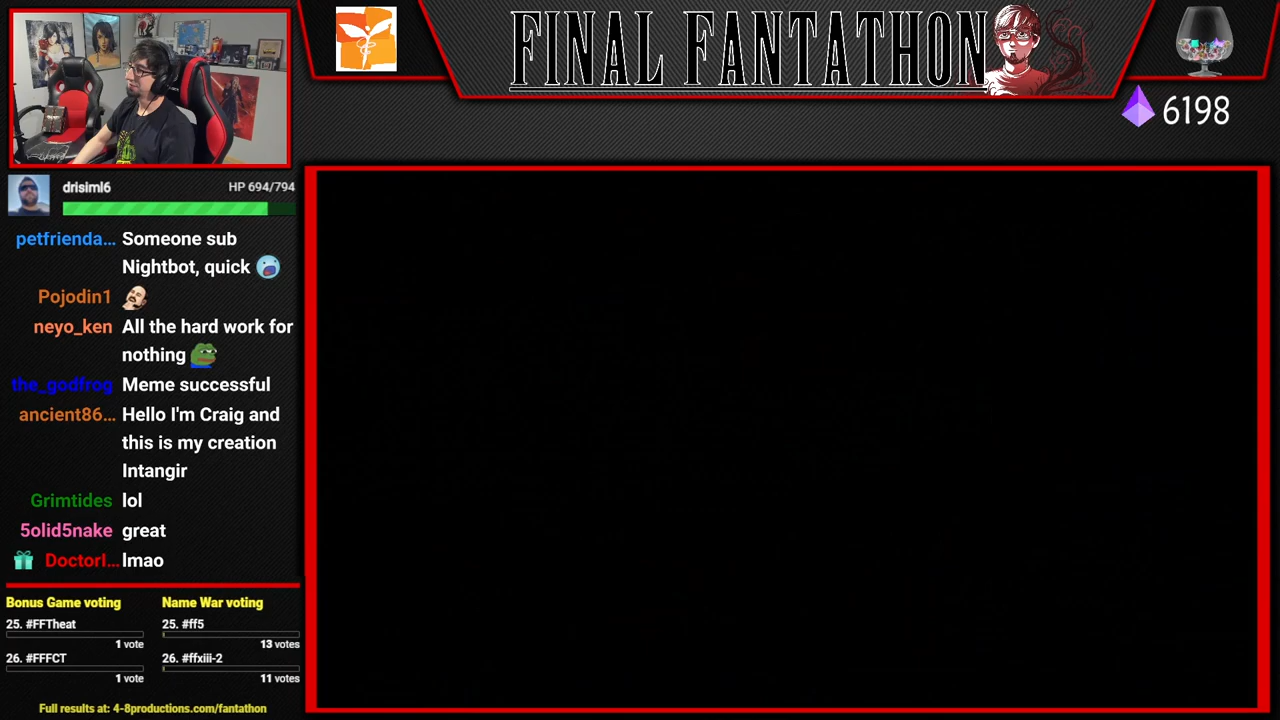 FINAL FANTATHON
6198
drisiml6 HP 694/794
petfrienda… Someone sub
Nightbot, quick
Pojodin1
neyo_ken All the hard work for
nothing
the_godfrog Meme successful
ancient86… Hello I'm Craig and
this is my creation
Intangir
Grimtides lol
5olid5nake great
DoctorI… lmao
Bonus Game voting
25. #FFTheat
1 vote
26. #FFFCT
1 vote
Name War voting
25. #ff5
13 votes
26. #ffxiii-2
11 votes
Full results at: 4-8productions.com/fantathon